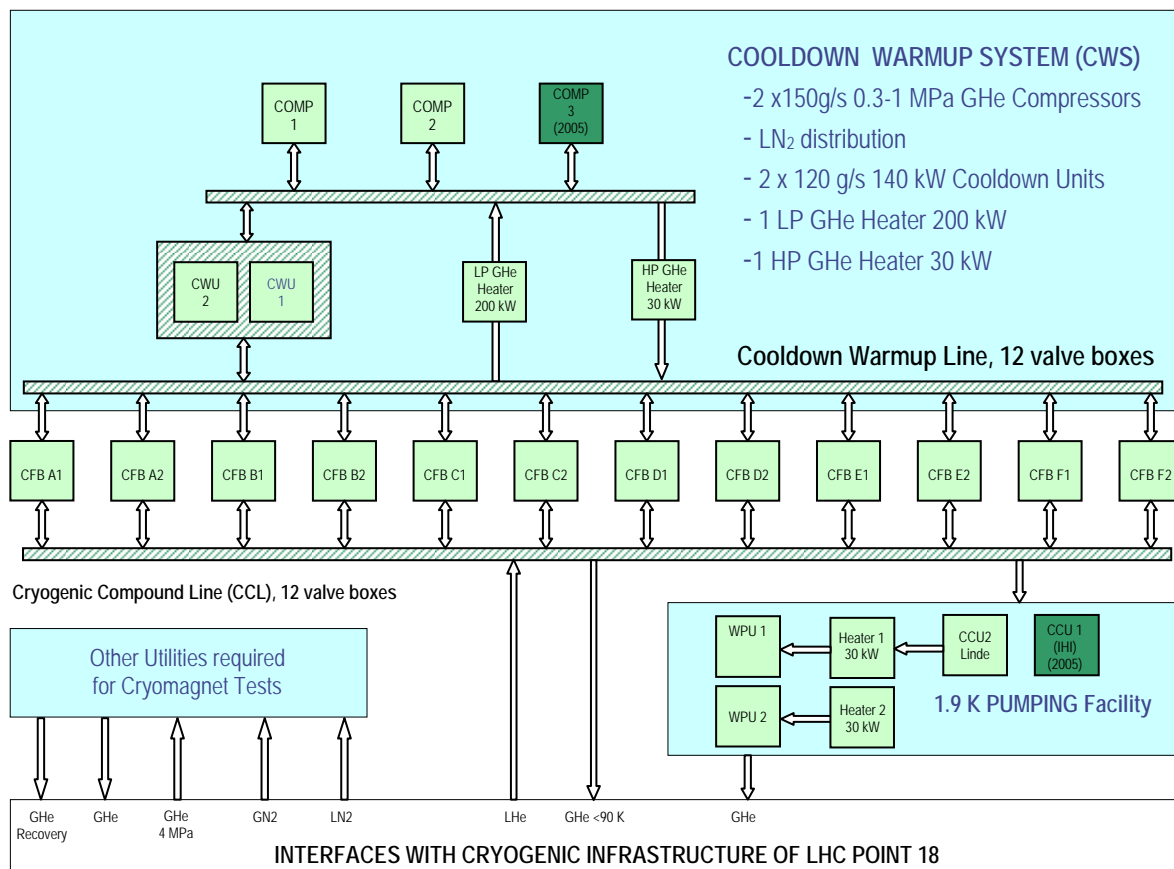 COOLDOWN WARMUP SYSTEM (CWS)
-2 x150g/s 0.3-1 MPa GHe Compressors
- LN2 distribution
- 2 x 120 g/s 140 kW Cooldown Units
- 1 LP GHe Heater 200 kW
-1 HP GHe Heater 30 kW
COMP
1
COMP
2
COMP
3
(2005)
CWU
2
CWU
1
LP GHe
Heater
200 kW
HP GHe
Heater
30 kW
Cooldown Warmup Line, 12 valve boxes
CFB A1
CFB A2
CFB B1
CFB B2
CFB C1
CFB C2
CFB D1
CFB D2
CFB E1
CFB E2
CFB F1
CFB F2
Cryogenic Compound Line (CCL), 12 valve boxes
Other Utilities required
for Cryomagnet Tests
WPU 1
Heater 1
30 kW
CCU2
Linde
CCU 1
(IHI)
(2005)
WPU 2
Heater 2
30 kW
1.9 K PUMPING Facility
GHe
Recovery
GHe
GHe
4 MPa
GN2
LN2
LHe
GHe <90 K
GHe
INTERFACES WITH CRYOGENIC INFRASTRUCTURE OF LHC POINT 18